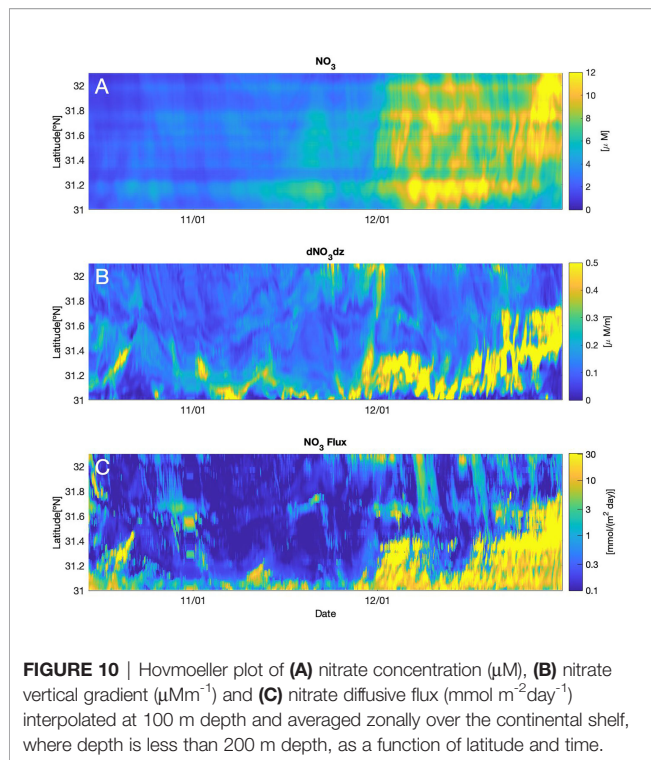 NO3
A
32
31.8
31.6
31.4
31.2
31
Latitude[ºN]
11/01
12/01
12
10
8
6
4
2
0
[μ M]
dNO3dz
B
32
31.8
31.6
31.4
31.2
31
Latitude[ºN]
11/01
12/01
0.5
0.4
0.3
0.2
0.1
0
[μ M/m]
NO3 Flux
C
32
31.8
31.6
31.4
31.2
31
Latitude[ºN]
11/01
12/01
Date
30
10
3
1
0.3
0.1
[mmol/(m2 day]
FIGURE 10 | Hovmoeller plot of (A) nitrate concentration (μM), (B) nitrate
vertical gradient (μMm-1) and (C) nitrate diffusive flux (mmol m-2day-1)
interpolated at 100 m depth and averaged zonally over the continental shelf,
where depth is less than 200 m depth, as a function of latitude and time.